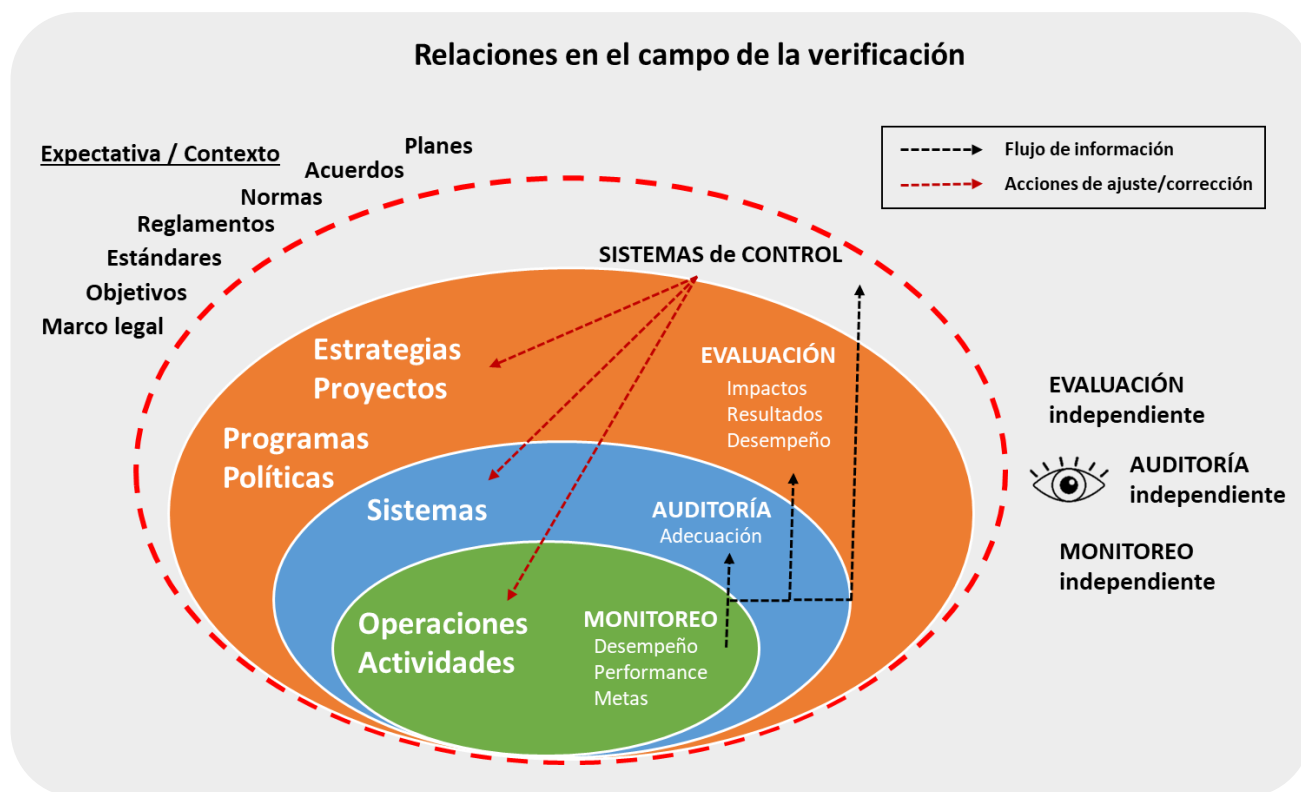 Relaciones en el campo de la verificación
Expectativa / Contexto
Planes
Acuerdos
Normas
Reglamentos
Estándares
Objetivos
Marco legal
Flujo de información
Acciones de ajuste/corrección
SISTEMAS de CONTROL
Estrategias
Proyectos
Programas
Políticas
EVALUACIÓN
Impactos
Resultados
Desempeño
Sistemas
AUDITORÍA
Adecuación
Operaciones
Actividades
MONITOREO
Desempeño
Performance
Metas
EVALUACIÓN
independiente
AUDITORÍA
independiente
MONITOREO
independiente